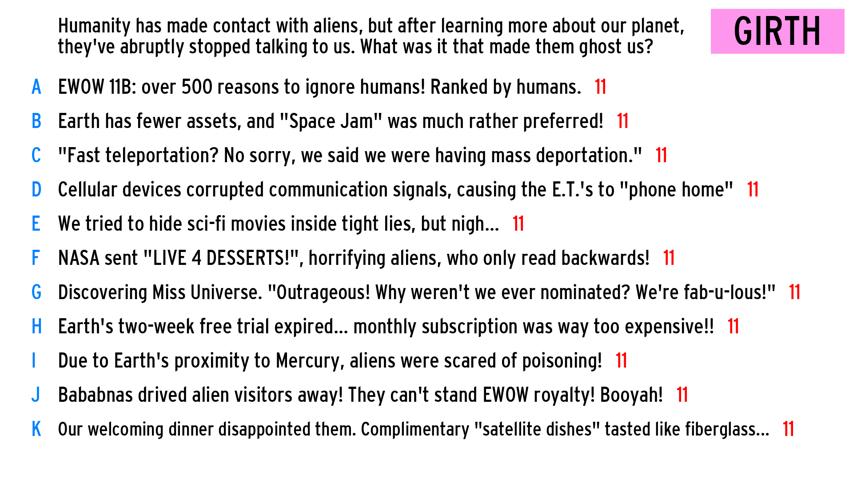 Humanity has made contact with aliens, but after learning more about our planet,
they've abruptly stopped talking to us. What was it that made them ghost us?
GIRTH
A EWOW 11B: over 500 reasons to ignore humans! Ranked by humans. 11
B Earth has fewer assets, and "Space Jam" was much rather preferred! 11
C "Fast teleportation? No sorry, we said we were having mass deportation." 11
D Cellular devices corrupted communication signals, causing the E.T.'s to "phone home" 11
E We tried to hide sci-fi movies inside tight lies, but nigh... 11
F NASA sent "LIVE 4 DESSERTS!", horrifying aliens, who only read backwards! 11
G Discovering Miss Universe. "Outrageous! Why weren't we ever nominated? We're fab-u-lous!" 11
H Earth's two-week free trial expired... monthly subscription was way too expensive!! 11
I Due to Earth's proximity to Mercury, aliens were scared of poisoning! 11
J Bababnas drived alien visitors away! They can't stand EWOW royalty! Booyah! 11
K Our welcoming dinner disappointed them. Complimentary "satellite dishes" tasted like fiberglass... 11